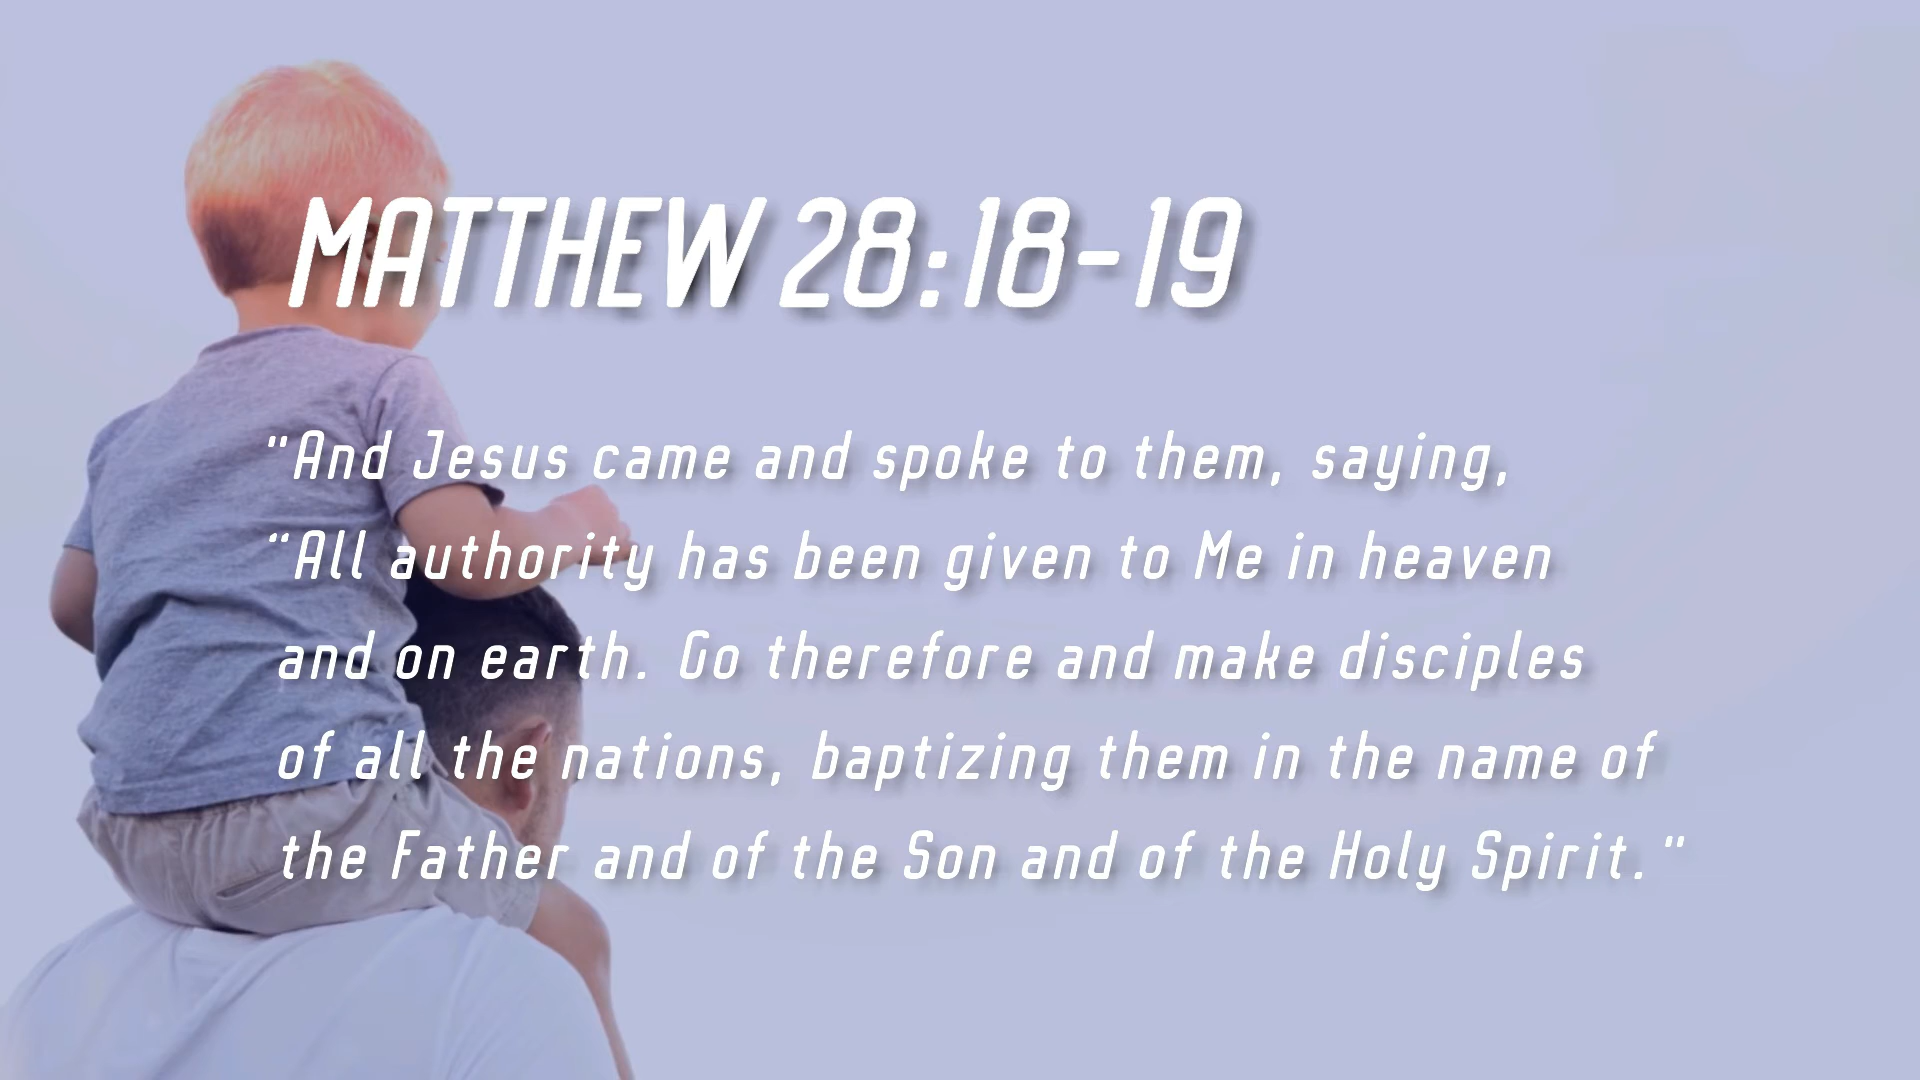 MATTHEW 28:18-19
"And Jesus came and spoke to them, saying,
“All authority has been given to Me in heaven
and on earth. Go therefore and make disciples
of all the nations, baptizing them in the name of
the Father and of the Son and of the Holy Spirit."